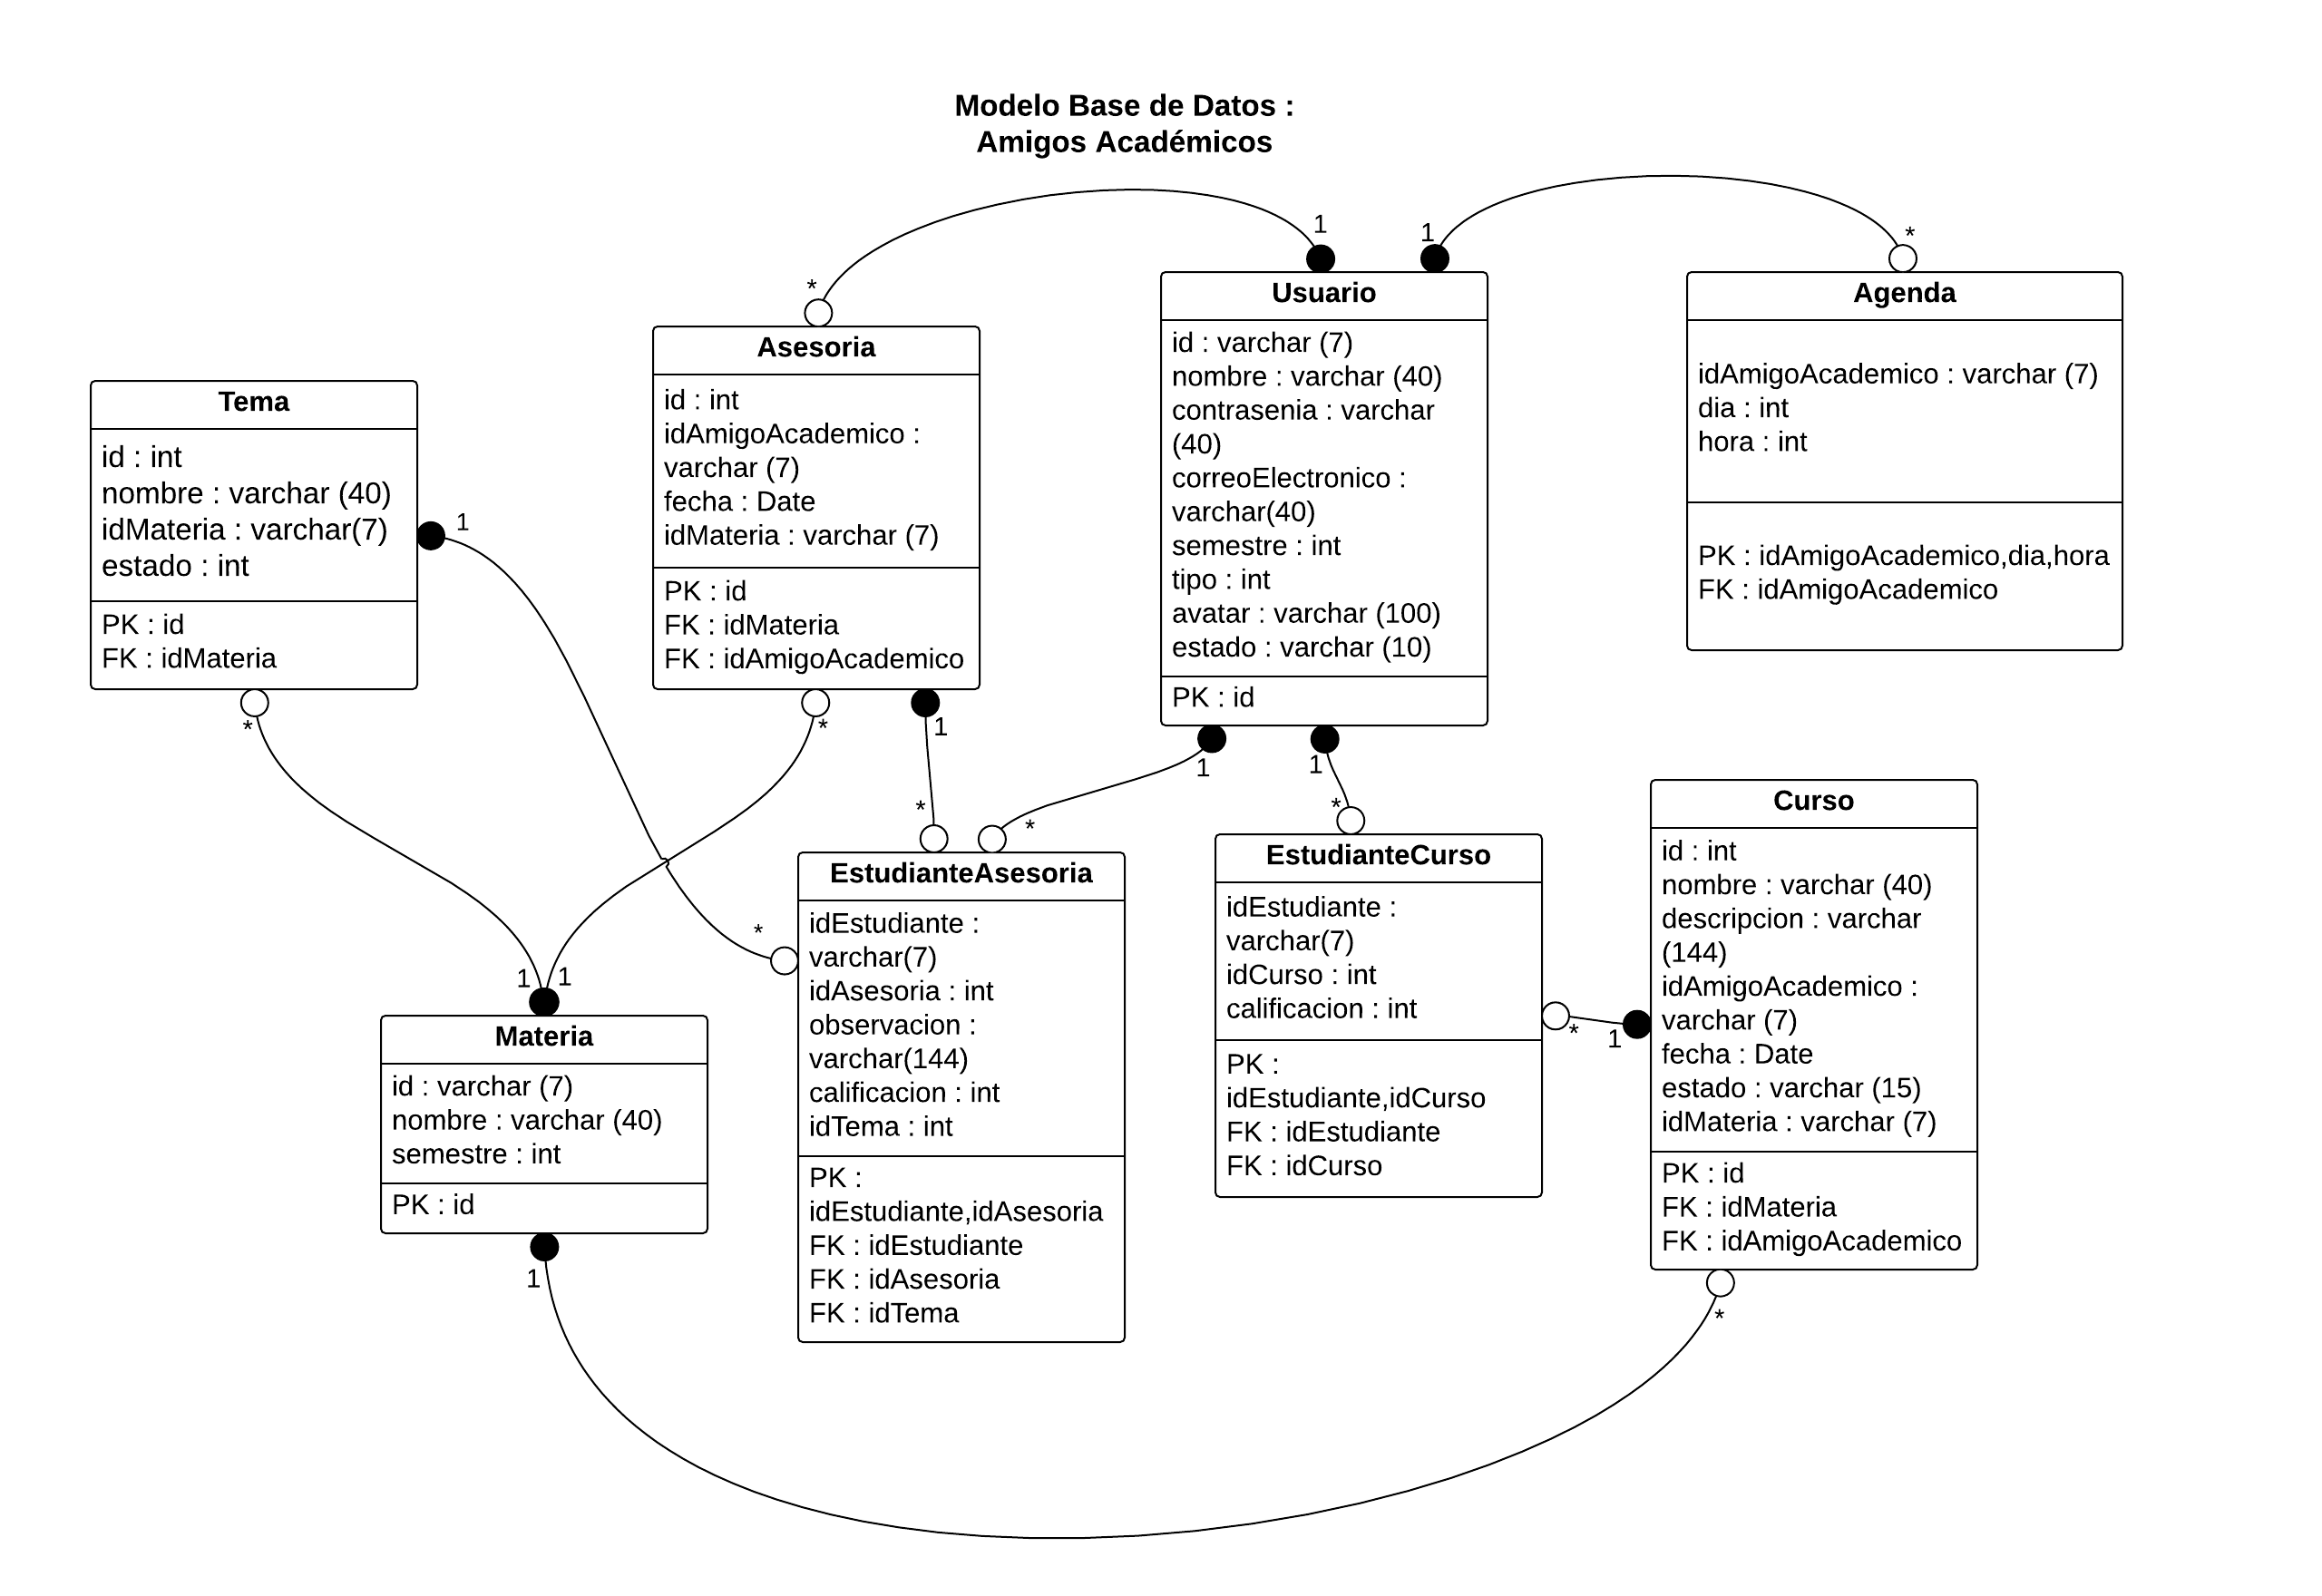 Modelo Base de Datos :
Amigos Académicos
Tema
id : int
nombre : varchar (40)
idMateria : varchar(7)
estado : int
PK : id
FK : idMateria
*
1
Asesoria
id : int
idAmigoAcademico :
varchar (7)
fecha : Date
idMateria : varchar (7)
PK : id
FK : idMateria
FK : idAmigoAcademico
*
*
1
Usuario
id : varchar (7)
nombre : varchar (40)
contrasenia : varchar
(40)
correoElectronico :
varchar(40)
semestre : int
tipo : int
avatar : varchar (100)
estado : varchar (10)
PK : id
1
1
1
1
Agenda
idAmigoAcademico : varchar (7)
dia : int
hora : int
PK : idAmigoAcademico,dia,hora
FK : idAmigoAcademico
*
Materia
id : varchar (7)
nombre : varchar (40)
semestre : int
PK : id
1
1
1
EstudianteAsesoria
idEstudiante :
varchar(7)
idAsesoria : int
observacion :
varchar(144)
calificacion : int
idTema : int
PK :
idEstudiante,idAsesoria
FK : idEstudiante
FK : idAsesoria
FK : idTema
*
*
*
EstudianteCurso
idEstudiante :
varchar(7)
idCurso : int
calificacion : int
PK :
idEstudiante,idCurso
FK : idEstudiante
FK : idCurso
*
*
Curso
id : int
nombre : varchar (40)
descripcion : varchar
(144)
idAmigoAcademico :
varchar (7)
fecha : Date
estado : varchar (15)
idMateria : varchar (7)
PK : id
FK : idMateria
FK : idAmigoAcademico
1
*